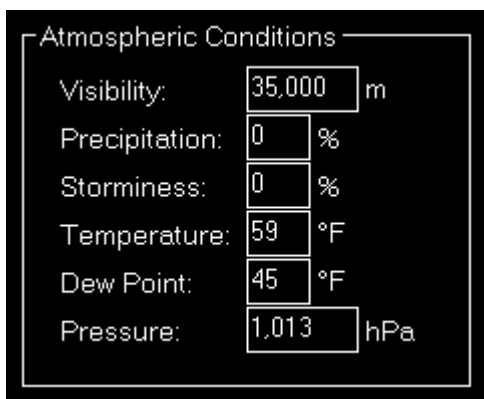 Atmospheric Conditions
Visibility: 35,000 m
Precipitation: 0 %
Storminess: 0 %
Temperature: 59 °F
Dew Point: 45 °F
Pressure: 1,013 hPa